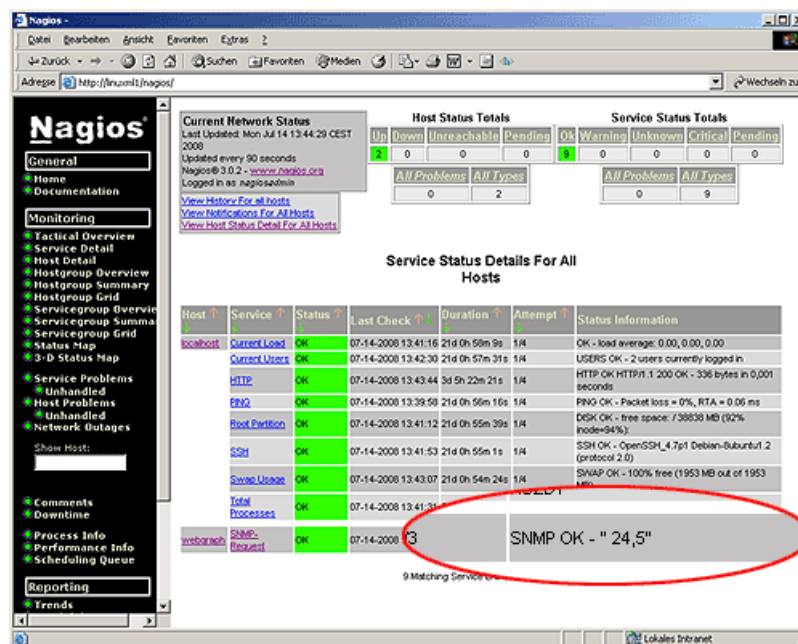 Nagios -
Datei Bearbeiten Ansicht Favoriten Extras ?
Zurück Suchen Favoriten Medien
Adresse http://linuxml1/nagios/ Wechseln zu
Nagios®
General
Home
Documentation
Monitoring
Tactical Overview
Service Detail
Host Detail
Hostgroup Overview
Hostgroup Summary
Hostgroup Grid
Servicegroup Overvie
Servicegroup Summa
Servicegroup Grid
Status Map
3-D Status Map
Service Problems
Unhandled
Host Problems
Unhandled
Network Outages
Show Host:
Comments
Downtime
Process Info
Performance Info
Scheduling Queue
Reporting
Trends
Current Network Status
Last Updated: Mon Jul 14 13:44:29 CEST
2008
Updated every 90 seconds
Nagios® 3.0.2 - www.nagios.org
Logged in as nagiosadmin
View History For all hosts
View Notifications For All Hosts
View Host Status Detail For All Hosts
Host Status Totals
Up Down Unreachable Pending
2 0 0 0
All Problems All Types
0 2
Service Status Totals
Ok Warning Unknown Critical Pending
9 0 0 0 0
All Problems All Types
0 9
Service Status Details For All
Hosts
Host Service Status Last Check Duration Attempt Status Information
localhost Current Load OK 07-14-2008 13:41:16 21d 0h 58m 9s 1/4 OK - load average: 0.00, 0.00, 0.00
Current Users OK 07-14-2008 13:42:30 21d 0h 57m 31s 1/4 USERS OK - 2 users currently logged in
HTTP OK 07-14-2008 13:43:44 3d 5h 22m 21s 1/4 HTTP OK HTTP/1.1 200 OK - 336 bytes in 0,001
seconds
PING OK 07-14-2008 13:39:58 21d 0h 56m 16s 1/4 PING OK - Packet loss = 0%, RTA = 0.06 ms
Root Partition OK 07-14-2008 13:41:12 21d 0h 55m 39s 1/4 DISK OK - free space: / 38838 MB (92%
inode=94%):
SSH OK 07-14-2008 13:41:53 21d 0h 55m 1s 1/4 SSH OK - OpenSSH_4.7p1 Debian-8ubuntu1.2
(protocol 2.0)
Swap Usage OK 07-14-2008 13:43:07 21d 0h 54m 24s 1/4 SWAP OK - 100% free (1953 MB out of 1953
Total
Processes OK 07-14-2008 13:41:31
webgraph SNMP-
Request OK 07-14-2008 /3 SNMP OK - " 24,5"
9 Matching Service
Lokales Intranet